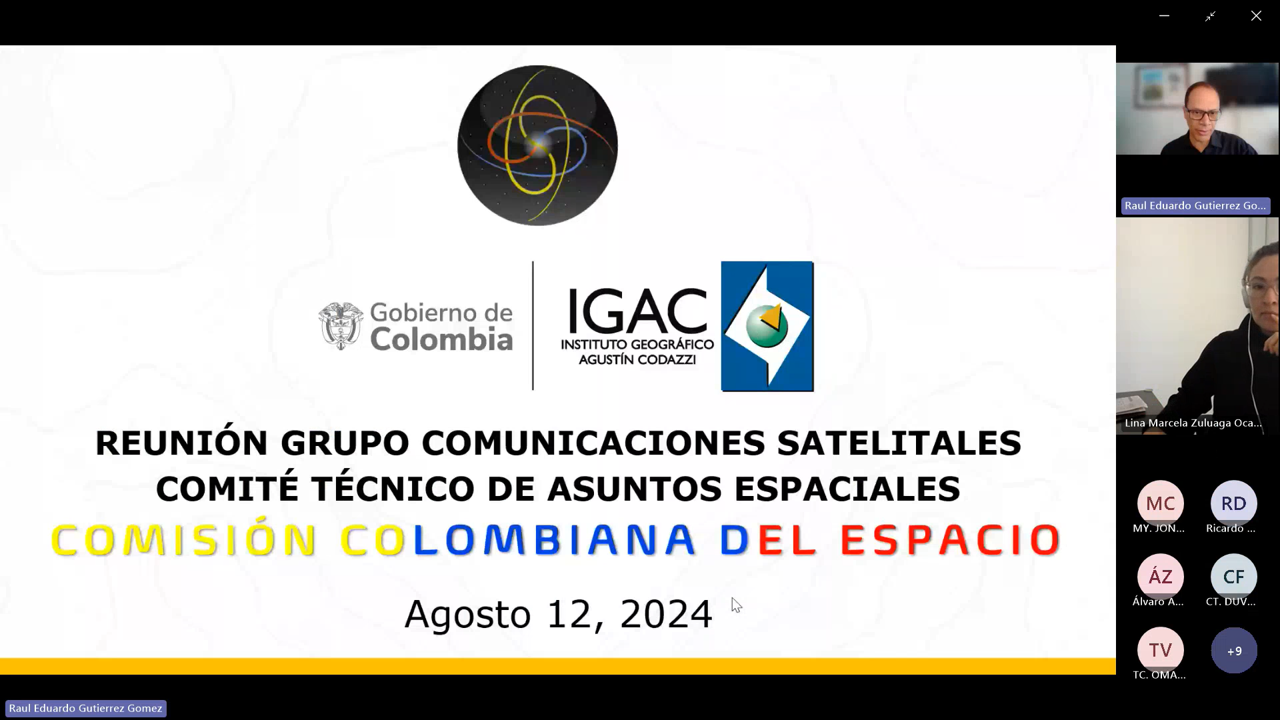 Gobierno de
Colombia
IGAC
INSTITUTO GEOGRÁFICO
AGUSTÍN CODAZZI
REUNIÓN GRUPO COMUNICACIONES SATELITALES
COMITÉ TÉCNICO DE ASUNTOS ESPACIALES
COMISIÓN COLOMBIANA DEL ESPACIO
Agosto 12, 2024
Raul Eduardo Gutierrez Gomez
Raul Eduardo Gutierrez Go...
Lina Marcela Zuluaga Oca...
MC
MY. JON...
RD
Ricardo ...
ÁZ
Álvaro A...
CF
CT. DUV...
TV
TC. OMA...
+9